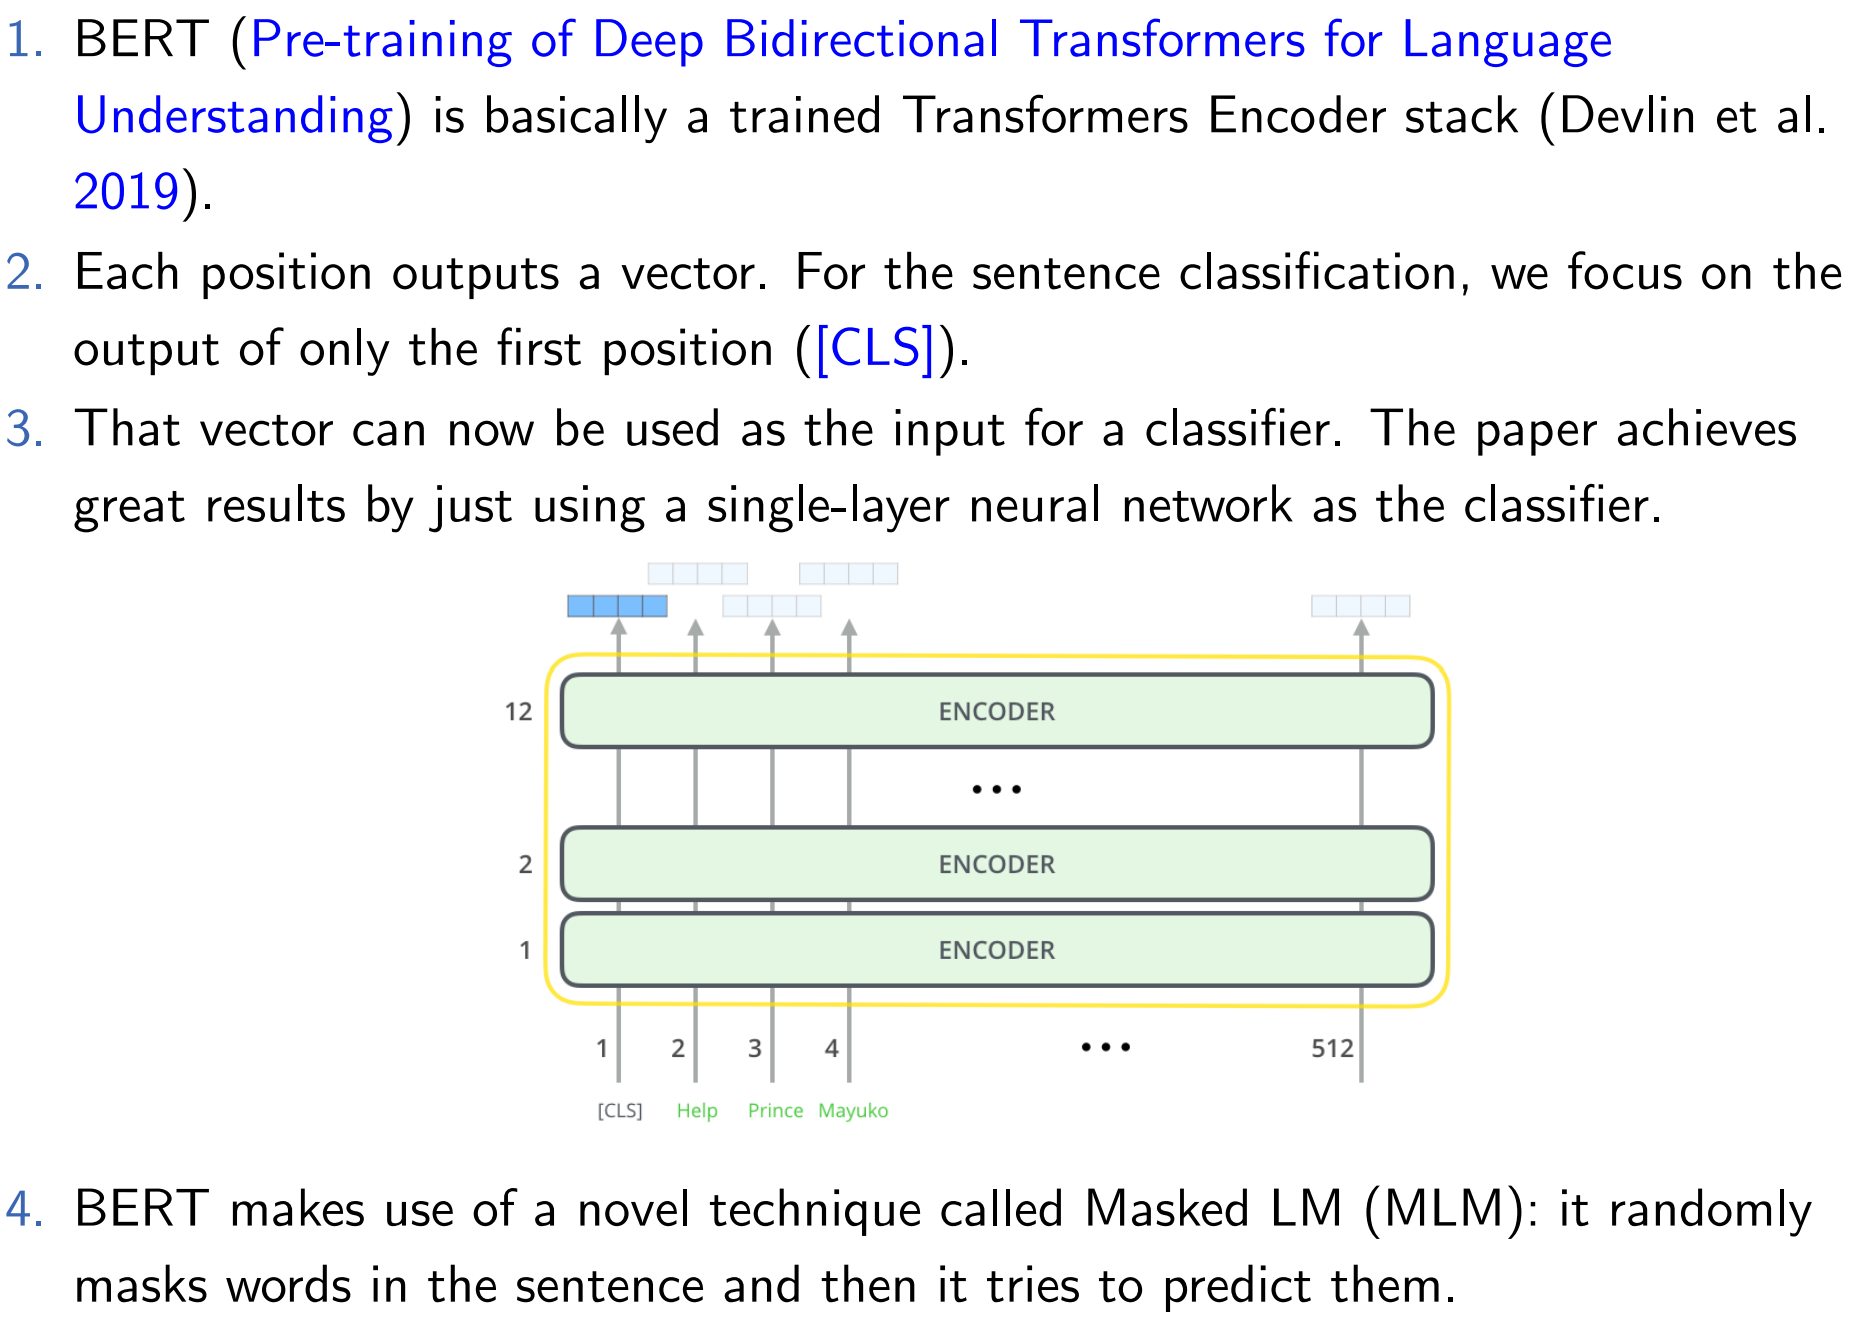 1. BERT (Pre-training of Deep Bidirectional Transformers for Language
Understanding) is basically a trained Transformers Encoder stack (Devlin et al.
2019).
2. Each position outputs a vector. For the sentence classification, we focus on the
output of only the first position ([CLS]).
3. That vector can now be used as the input for a classifier. The paper achieves
great results by just using a single-layer neural network as the classifier.
12 ENCODER
...
2 ENCODER
1 ENCODER
1 2 3 4 ... 512
[CLS] Help Prince Mayuko
4. BERT makes use of a novel technique called Masked LM (MLM): it randomly
masks words in the sentence and then it tries to predict them.